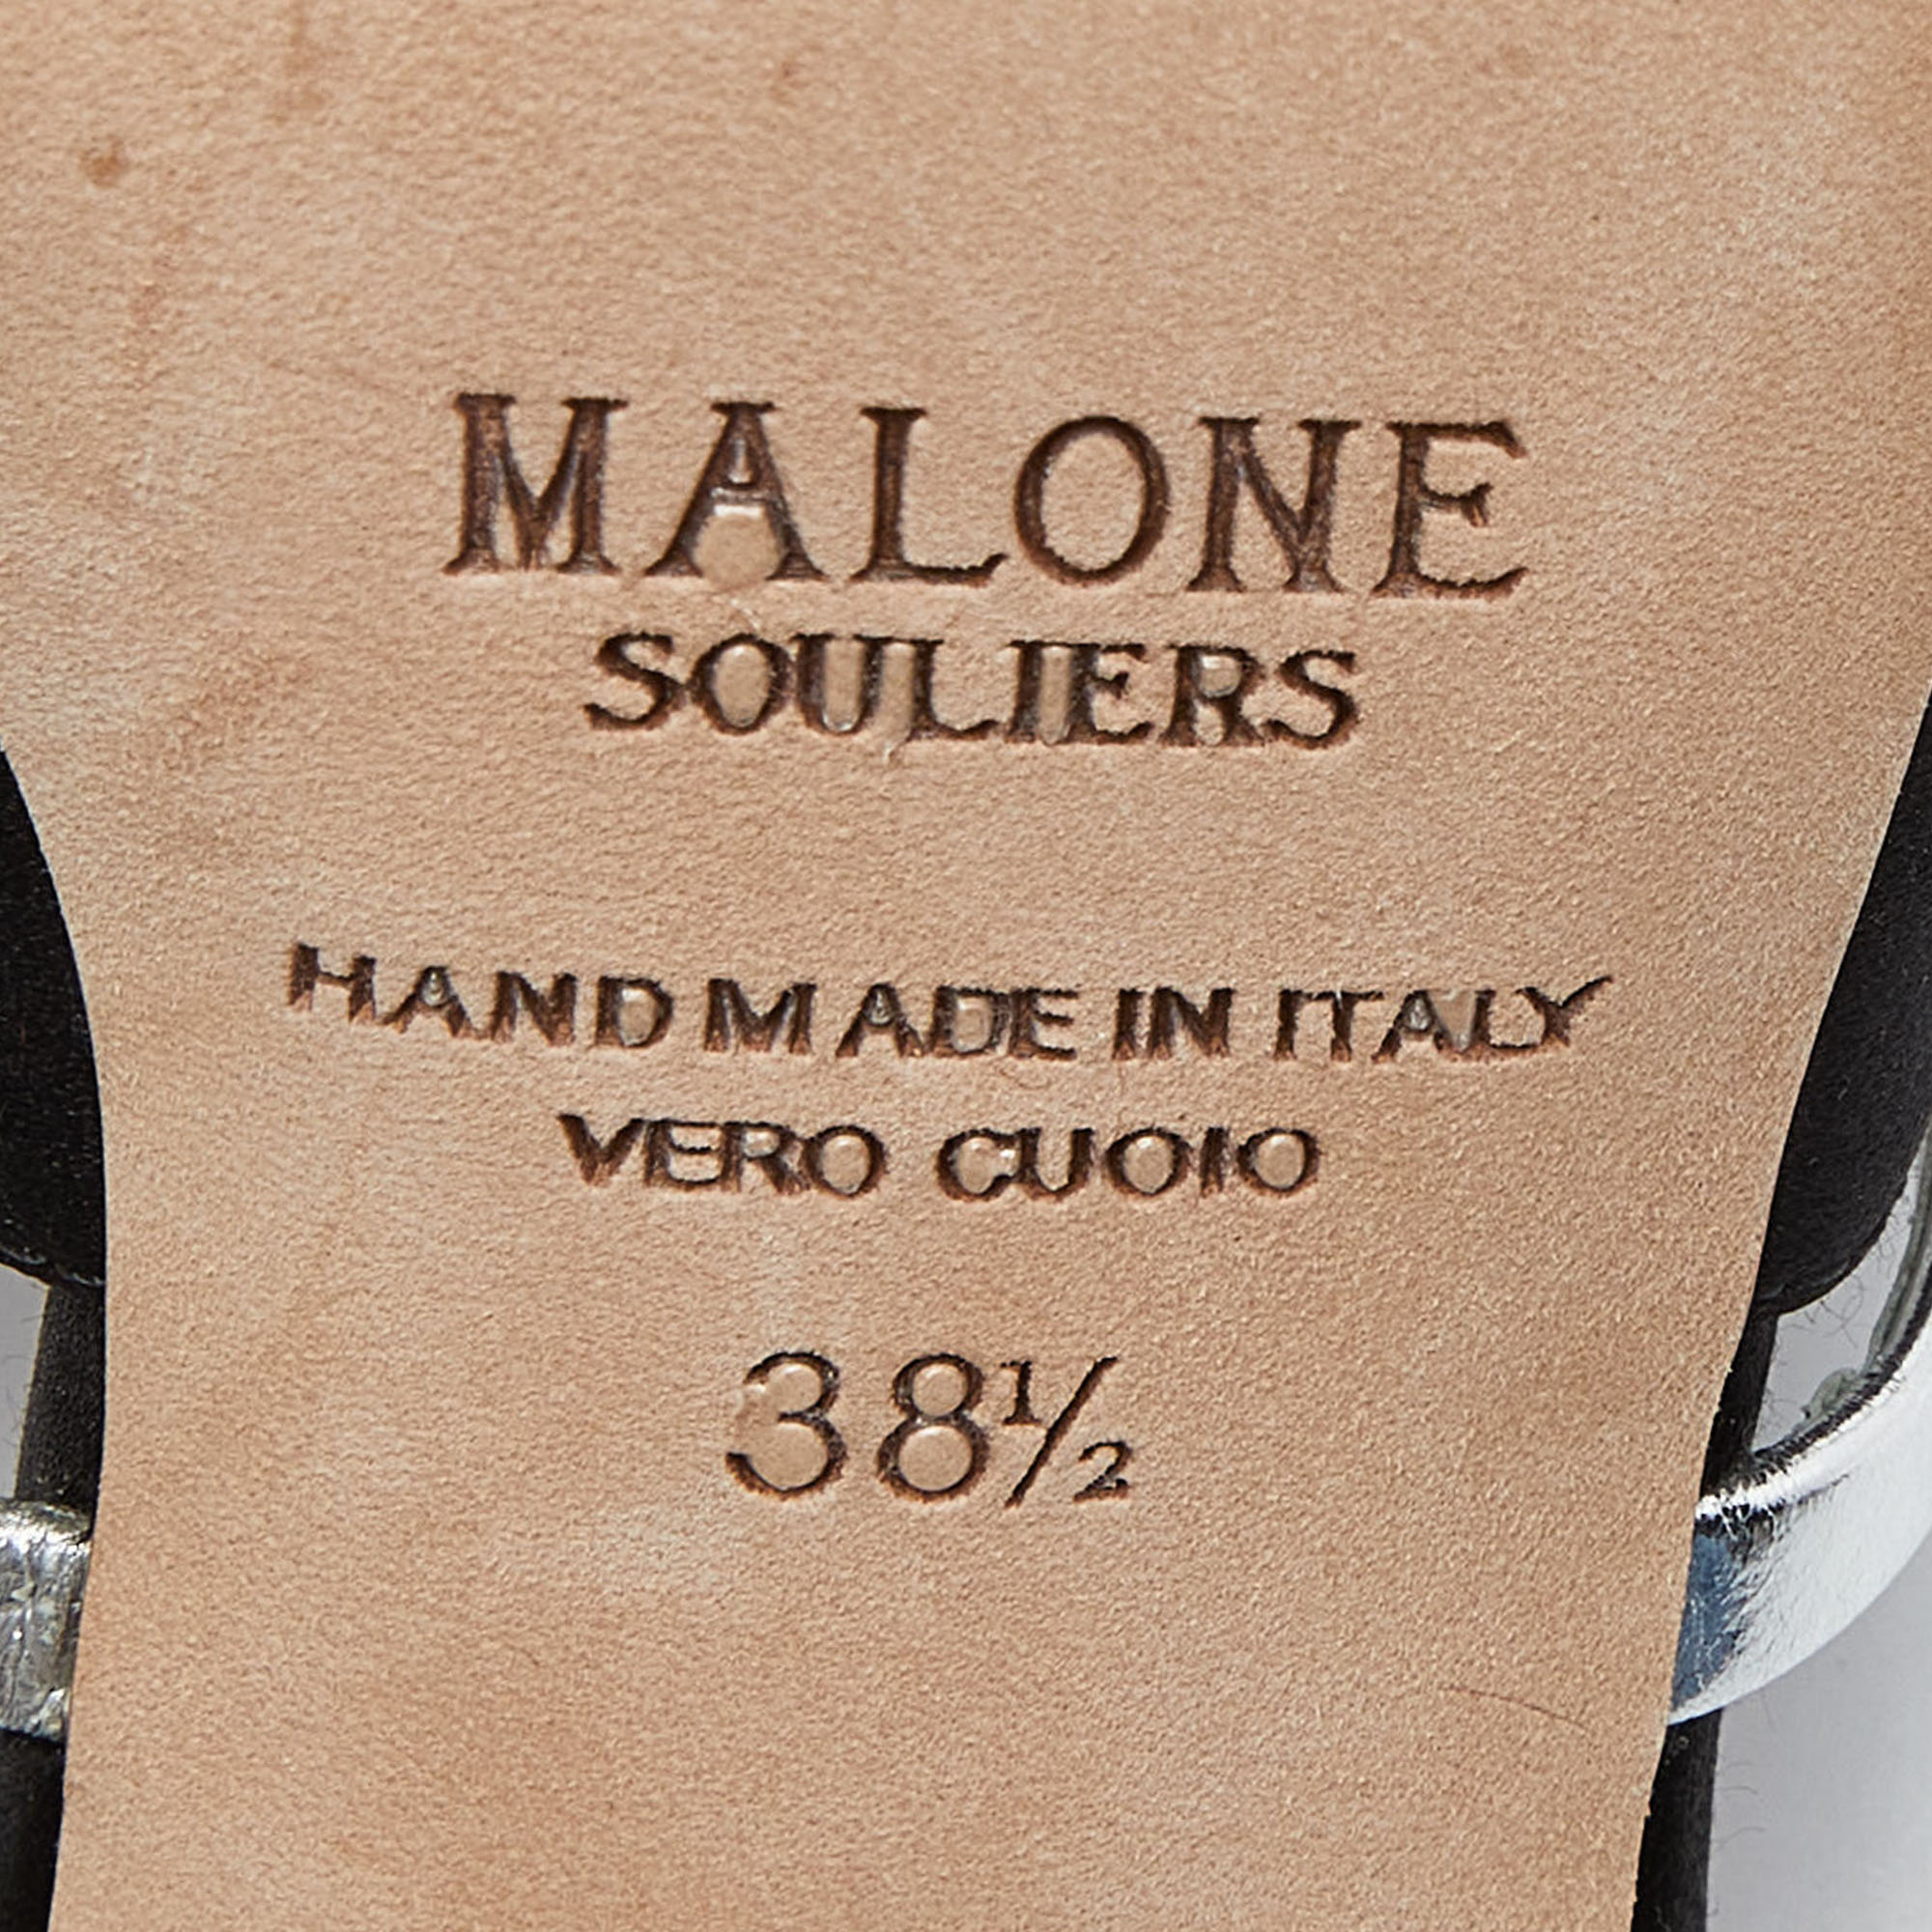 MALONE
SOULIERS
HAND MADE IN ITALY
VERO CUOIO
38½